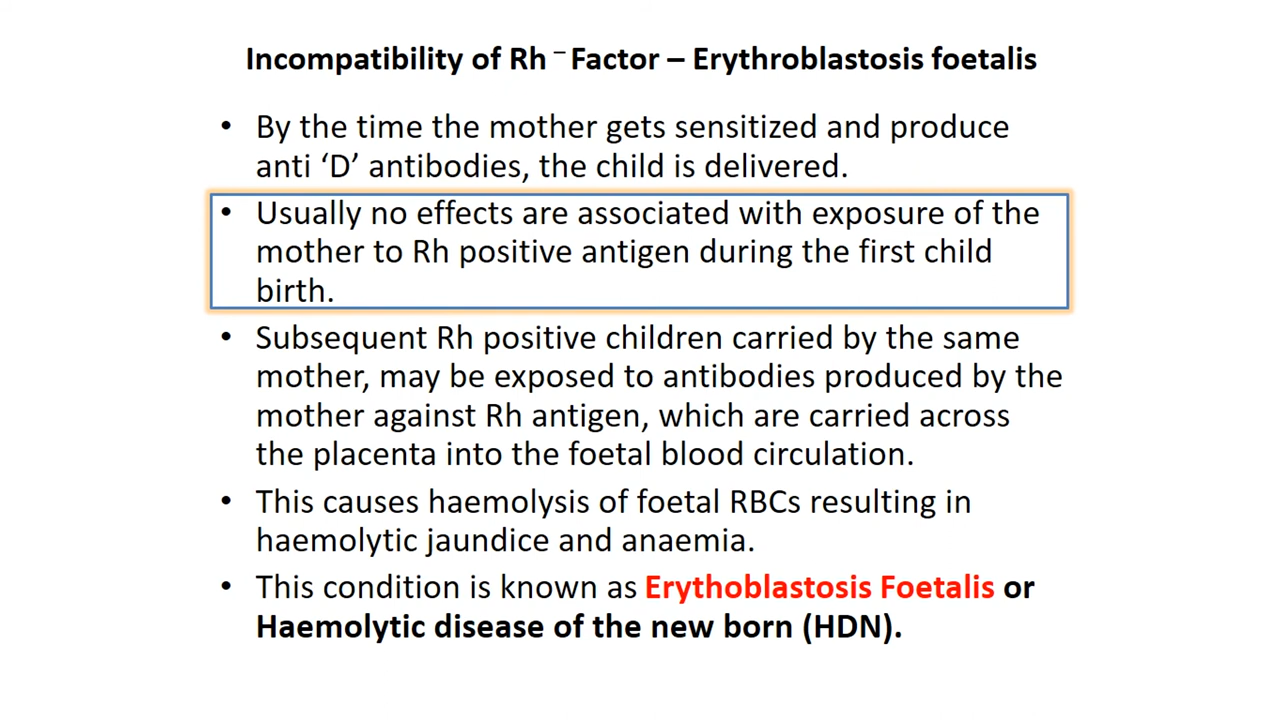 Incompatibility of Rh – Factor – Erythroblastosis foetalis
• By the time the mother gets sensitized and produce
anti ‘D’ antibodies, the child is delivered.
• Usually no effects are associated with exposure of the
mother to Rh positive antigen during the first child
birth.
• Subsequent Rh positive children carried by the same
mother, may be exposed to antibodies produced by the
mother against Rh antigen, which are carried across
the placenta into the foetal blood circulation.
• This causes haemolysis of foetal RBCs resulting in
haemolytic jaundice and anaemia.
• This condition is known as Erythoblastosis Foetalis or
Haemolytic disease of the new born (HDN).